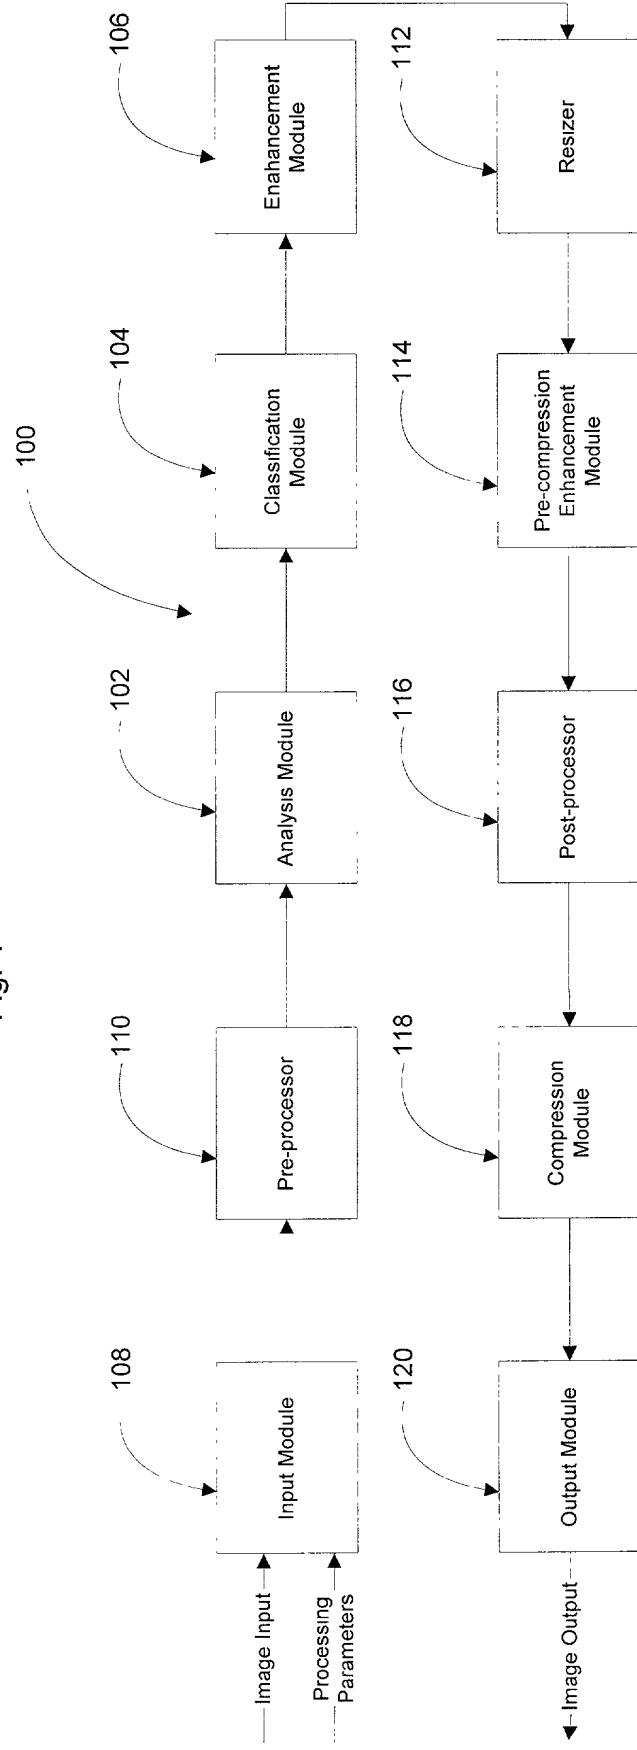 100
108
110
102
104
106
Image Input
Processing
Parameters
Input Module
Pre-processor
Analysis Module
Classification
Module
Enahancement
Module
120
118
116
114
112
Image Output
Output Module
Compression
Module
Post-processor
Pre-compression
Enhancement
Module
Resizer